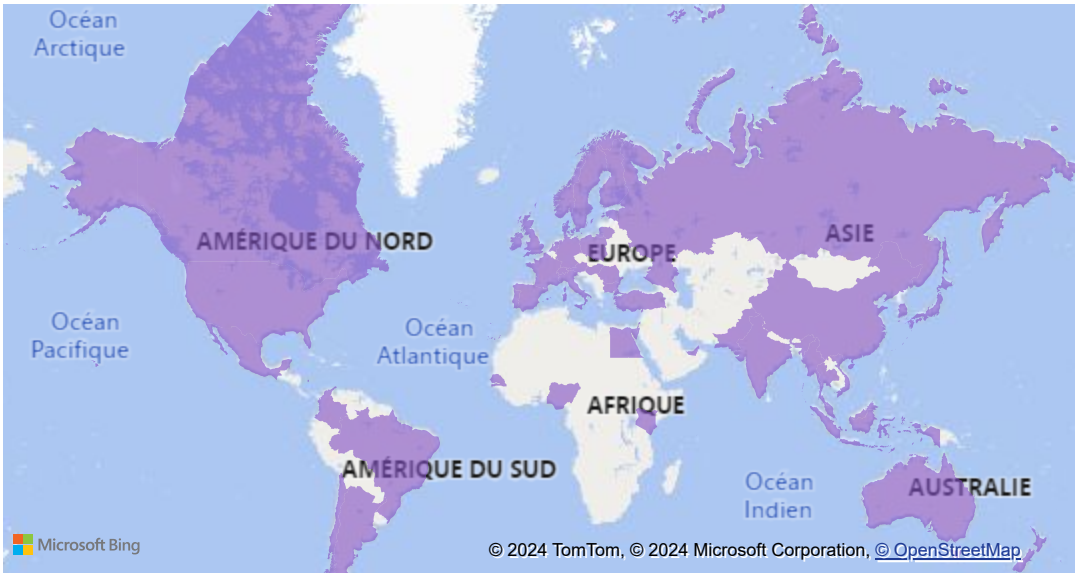 Océan
Arctique
AMÉRIQUE DU NORD
EUROPE
ASIE
Océan
Pacifique
Océan
Atlantique
AFRIQUE
AMÉRIQUE DU SUD
Océan
Indien
AUSTRALIE
Microsoft Bing
© 2024 TomTom, © 2024 Microsoft Corporation, © OpenStreetMap